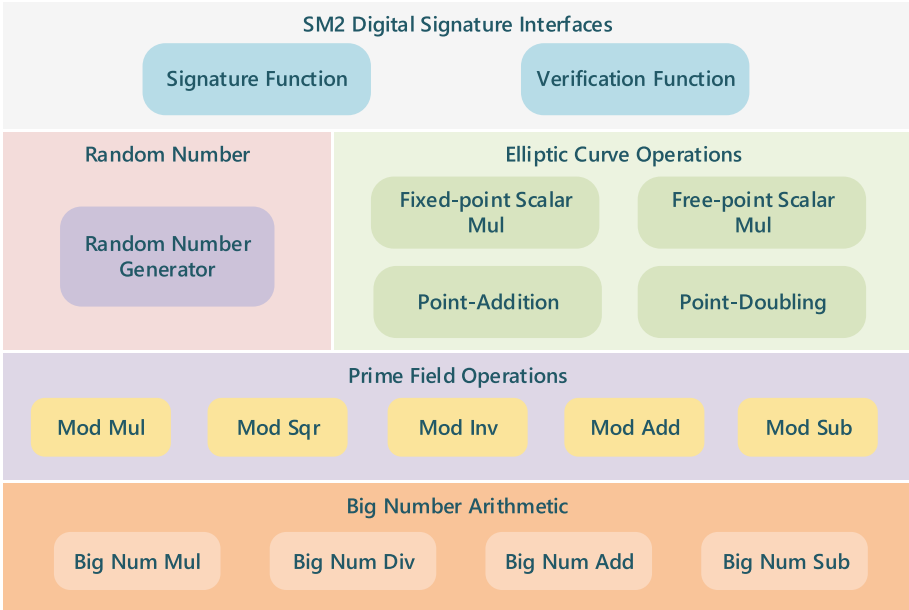 SM2 Digital Signature Interfaces
Signature Function
Verification Function
Random Number
Random Number
Generator
Elliptic Curve Operations
Fixed-point Scalar
Mul
Free-point Scalar
Mul
Point-Addition
Point-Doubling
Prime Field Operations
Mod Mul
Mod Sqr
Mod Inv
Mod Add
Mod Sub
Big Number Arithmetic
Big Num Mul
Big Num Div
Big Num Add
Big Num Sub